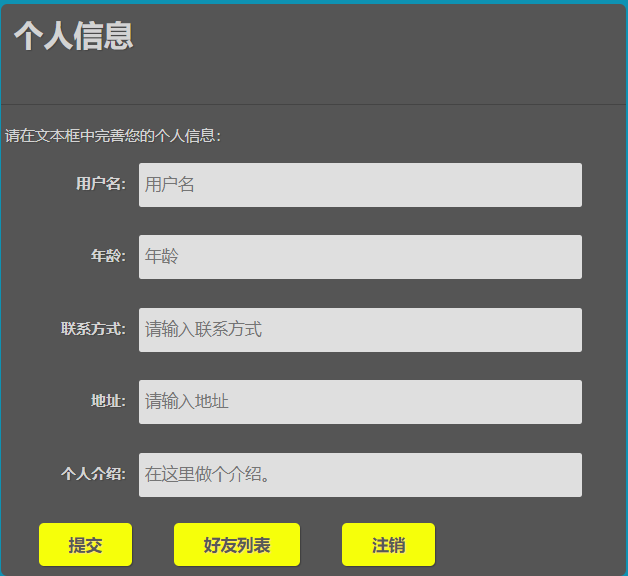 个人信息
请在文本框中完善您的个人信息：
用户名: 用户名
年龄: 年龄
联系方式: 请输入联系方式
地址: 请输入地址
个人介绍: 在这里做个介绍。
提交 好友列表 注销